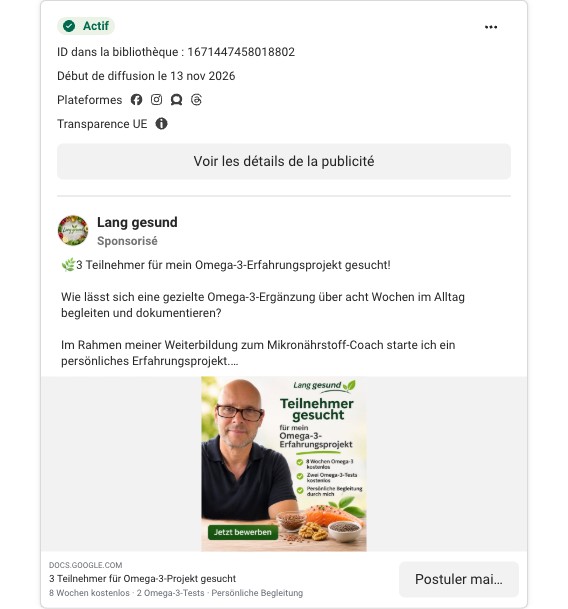 Actif
ID dans la bibliothèque : 1671447458018802
Début de diffusion le 13 nov 2026
Plateformes
Transparence UE
Voir les détails de la publicité
Lang gesund
Sponsorisé
🌿3 Teilnehmer für mein Omega-3-Erfahrungsprojekt gesucht!
Wie lässt sich eine gezielte Omega-3-Ergänzung über acht Wochen im Alltag
begleiten und dokumentieren?
Im Rahmen meiner Weiterbildung zum Mikronährstoff-Coach starte ich ein
persönliches Erfahrungsprojekt.…
Lang gesund
Teilnehmer
gesucht
für mein
Omega-3-
Erfahrungsprojekt
8 Wochen Omega-3
kostenlos
Zwei Omega-3-Tests
kostenlos
Persönliche Begleitung
durch mich
Jetzt bewerben
DOCS.GOOGLE.COM
3 Teilnehmer für Omega-3-Projekt gesucht
8 Wochen kostenlos · 2 Omega-3-Tests · Persönliche Begleitung
Postuler mai…